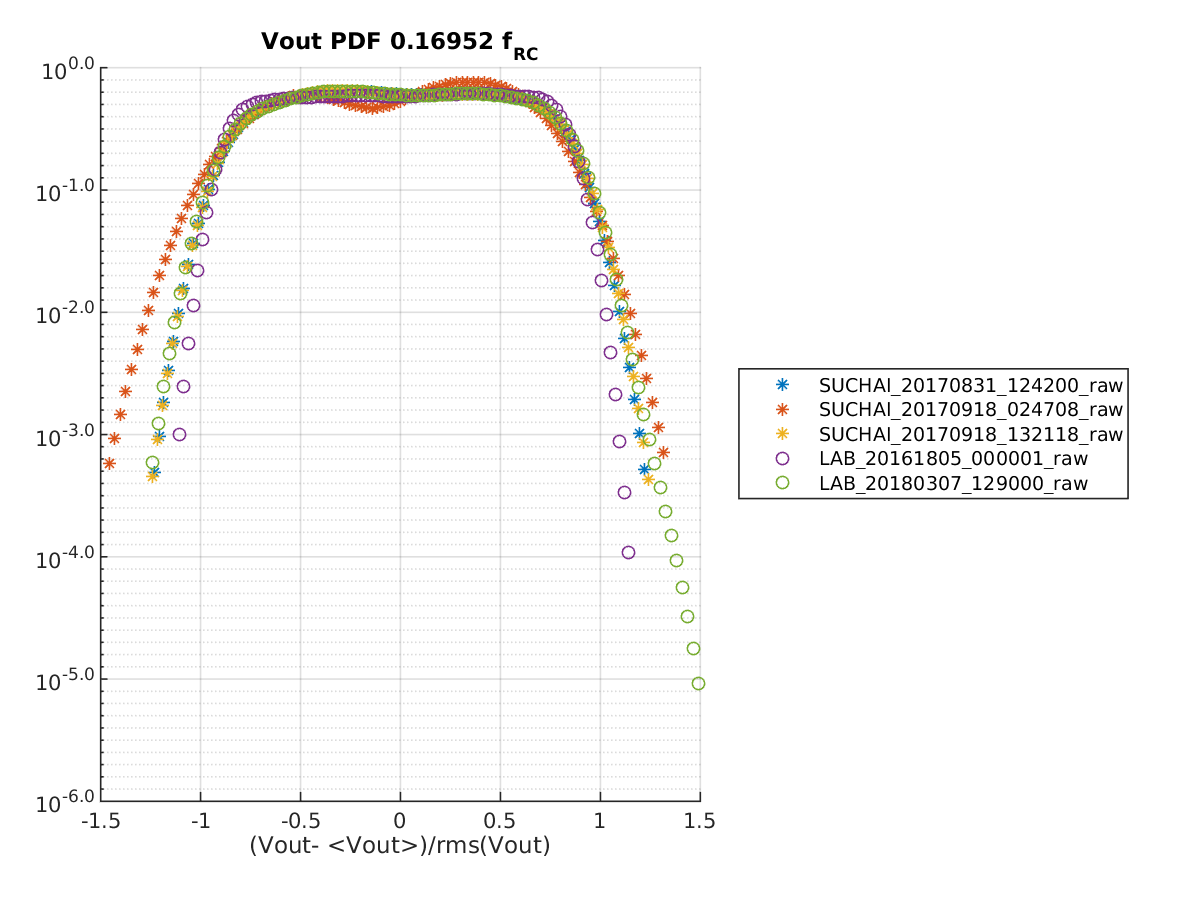 Vout PDF 0.16952 f_RC
10^0.0
10^-1.0
10^-2.0
10^-3.0
10^-4.0
10^-5.0
10^-6.0
-1.5 -1 -0.5 0 0.5 1 1.5
(Vout- <Vout>)/rms(Vout)
SUCHAI_20170831_124200_raw
SUCHAI_20170918_024708_raw
SUCHAI_20170918_132118_raw
LAB_20161805_000001_raw
LAB_20180307_129000_raw